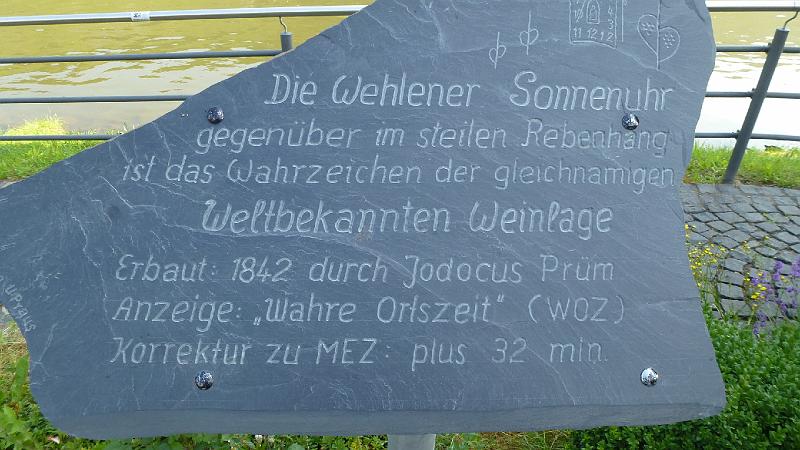 Die Wehlener Sonnenuhr
gegenüber im steilen Rebenhang
ist das Wahrzeichen der gleichnamigen
Weltbekannten Weinlage
Erbaut: 1842 durch Jodocus Prüm
Anzeige: „Wahre Ortszeit" (WOZ)
Korrektur zu MEZ: plus 32 min.